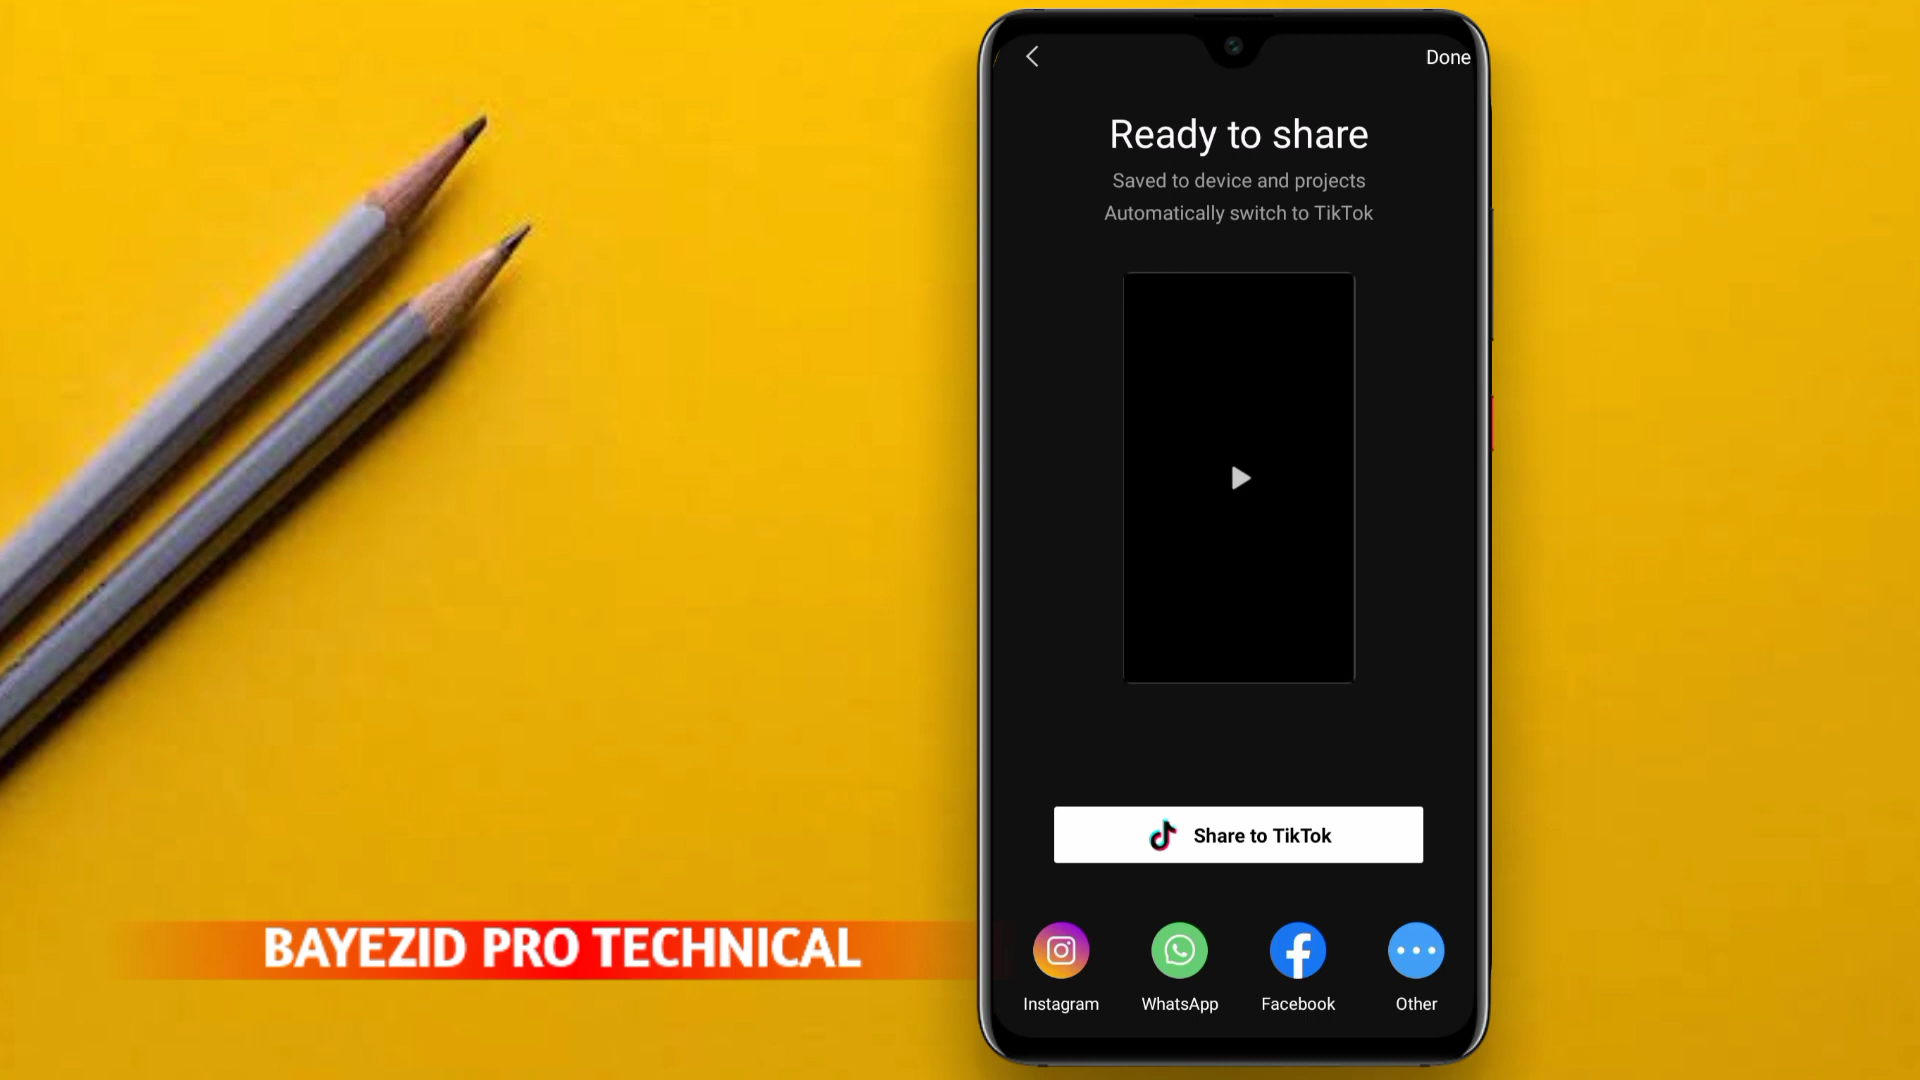 Done
Ready to share
Saved to device and projects
Automatically switch to TikTok
Share to TikTok
Instagram
WhatsApp
Facebook
Other
BAYEZID PRO TECHNICAL